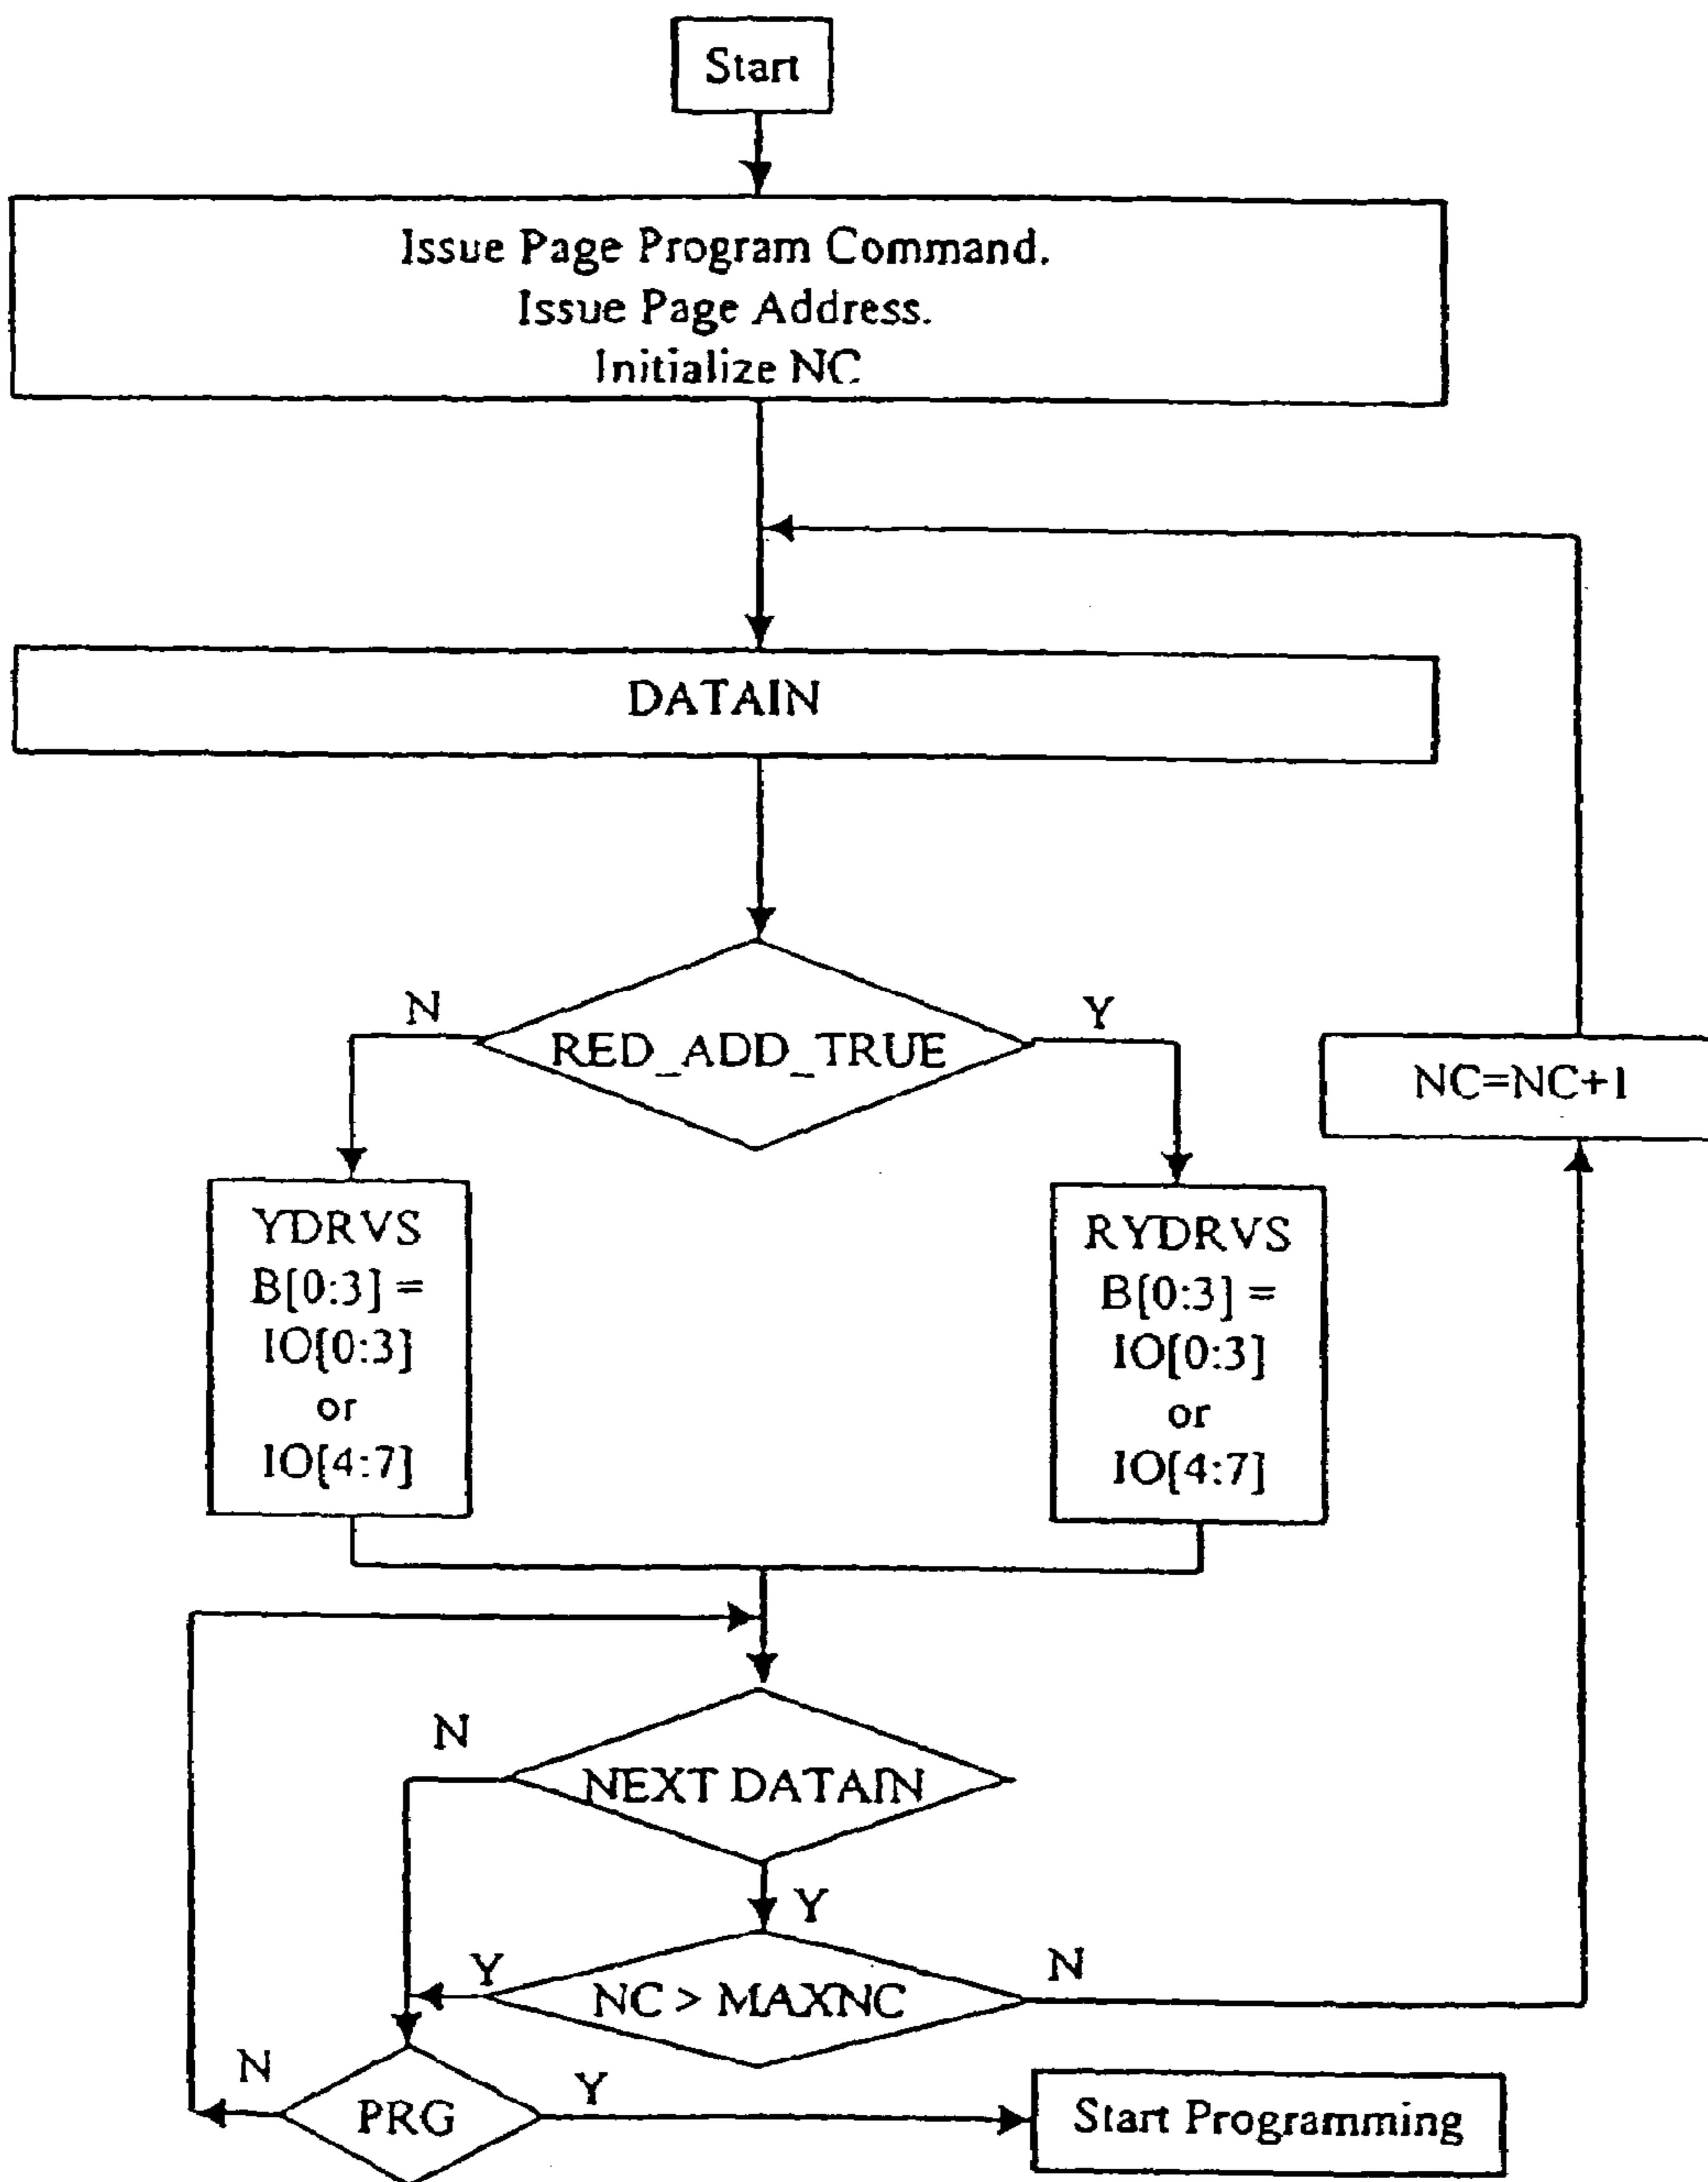 Start
Issue Page Program Command.
Issue Page Address.
Initialize NC
DATAIN
N
RED_ADD_TRUE
Y
NC=NC+1
YDRVS
B[0:3] =
IO[0:3]
or
IO[4:7]
RYDRVS
B[0:3] =
IO[0:3]
or
IO[4:7]
N
NEXT DATAIN
Y
Y
NC > MAXNC
N
N
PRG
Y
Start Programming